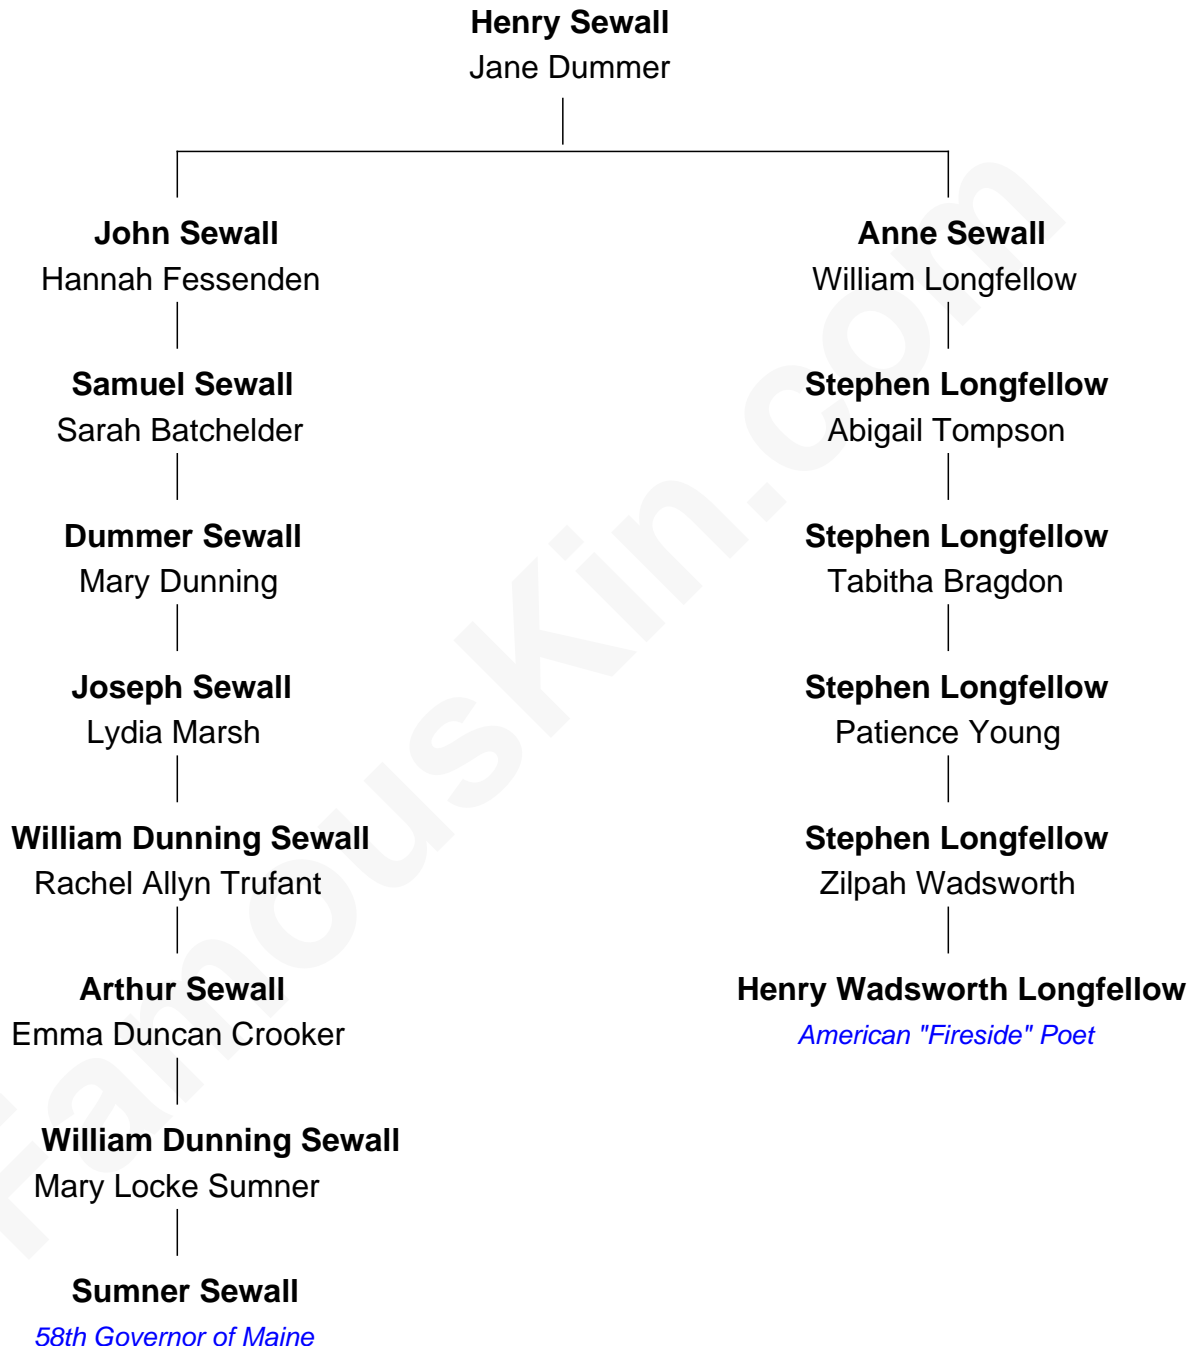 Henry Sewall
Jane Dummer
John Sewall
Hannah Fessenden
Anne Sewall
William Longfellow
Samuel Sewall
Sarah Batchelder
Stephen Longfellow
Abigail Tompson
Dummer Sewall
Mary Dunning
Stephen Longfellow
Tabitha Bragdon
Joseph Sewall
Lydia Marsh
Stephen Longfellow
Patience Young
William Dunning Sewall
Rachel Allyn Trufant
Stephen Longfellow
Zilpah Wadsworth
Arthur Sewall
Emma Duncan Crooker
Henry Wadsworth Longfellow
American "Fireside" Poet
William Dunning Sewall
Mary Locke Sumner
Sumner Sewall
58th Governor of Maine
FamousKin.com